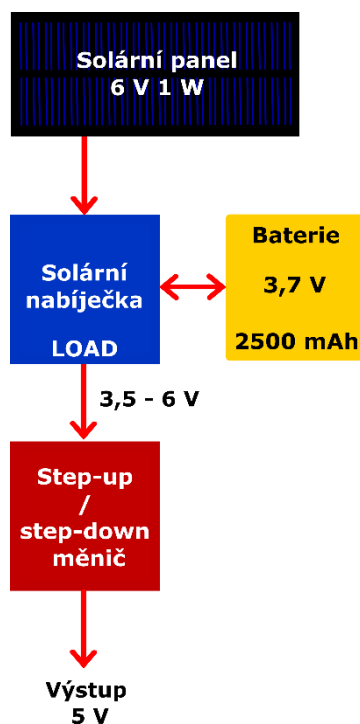 Solární panel
6 V 1 W
Solární
nabíječka
LOAD
Baterie
3,7 V
2500 mAh
3,5 - 6 V
Step-up
/
step-down
měnič
Výstup
5 V